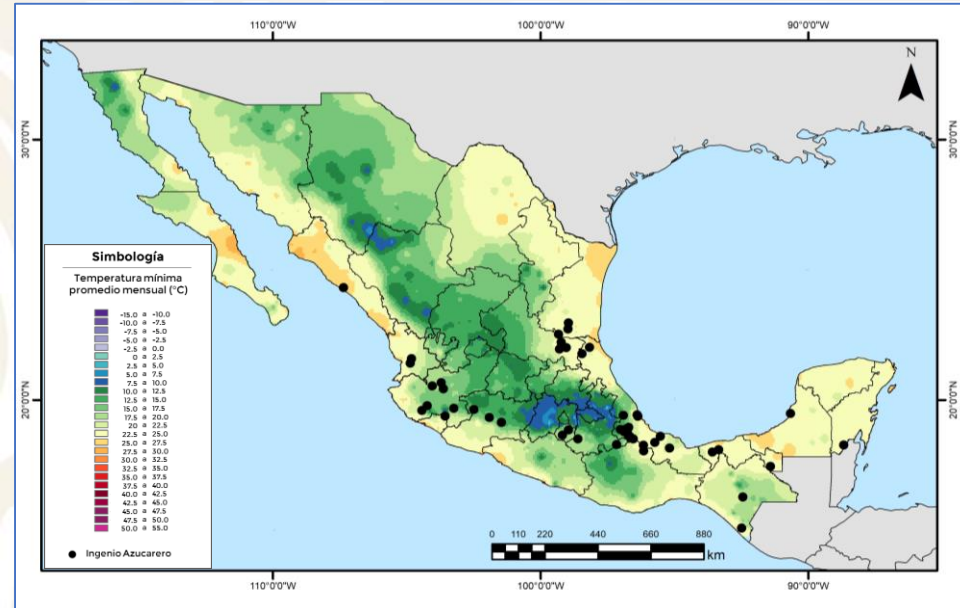 110°0'0"W 100°0'0"W 90°0'0"W
N
30°0'0"N 30°0'0"N
Simbología
Temperatura mínima
promedio mensual (°C)
-15.0 a -10.0
-10.0 a -7.5
-7.5 a -5.0
-5.0 a -2.5
-2.5 a 0.0
0 a 2.5
2.5 a 5.0
5.0 a 7.5
7.5 a 10.0
10.0 a 12.5
12.5 a 15.0
15.0 a 17.5
17.5 a 20.0
20 a 22.5
22.5 a 25.0
25.0 a 27.5
27.5 a 30.0
30.0 a 32.5
32.5 a 35.0
35.0 a 37.5
37.5 a 40.0
40.0 a 42.5
42.5 a 45.0
45.0 a 47.5
47.5 a 50.0
50.0 a 55.0
Ingenio Azucarero
20°0'0"N 20°0'0"N
0 110 220 440 660 880
km
110°0'0"W 100°0'0"W 90°0'0"W